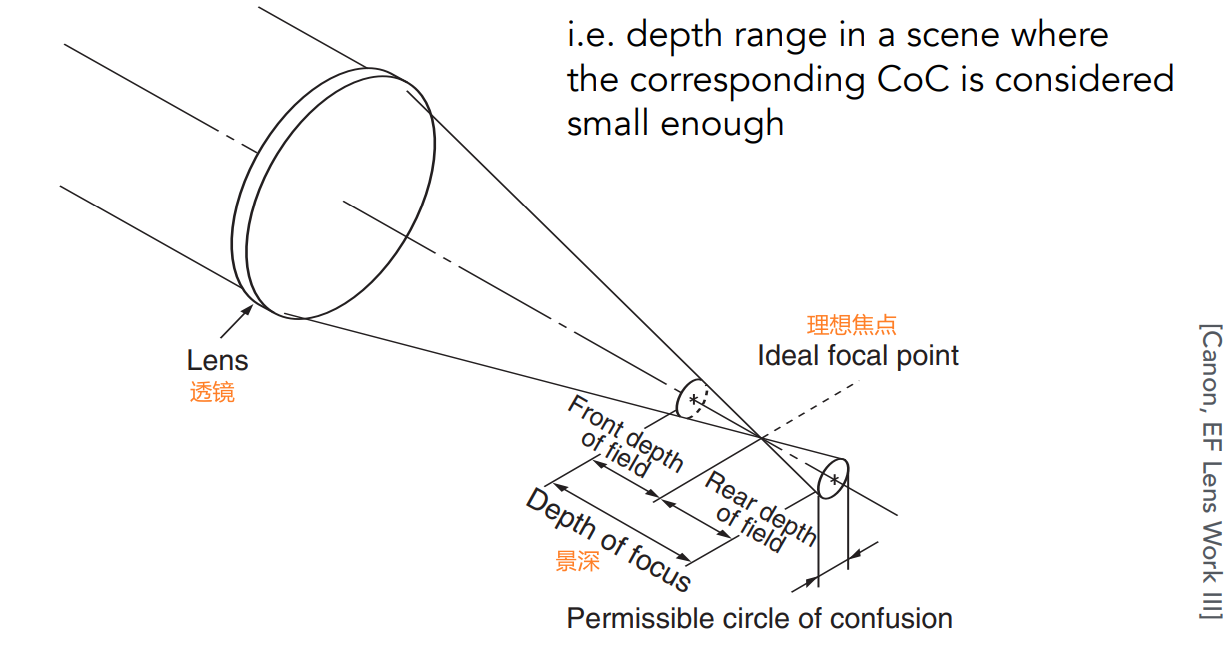 i.e. depth range in a scene where
the corresponding CoC is considered
small enough
理想焦点
Ideal focal point
Lens
透镜
Front depth
of field
Rear depth
of field
Depth of focus
景深
Permissible circle of confusion
[Canon, EF Lens Work III]